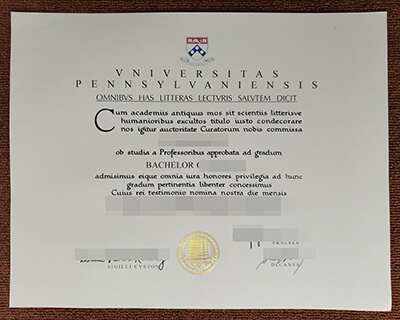 VNIVERSITAS
PENNSYLVANIENSIS
OMNIBVS HAS LITTERAS LECTVRIS SALVTEM DICIT
Cum academiis antiquus mos sit scientiis litterisve
humanioribus excultos titulo iusto condecorare
nos igitur auctoritate Curatorum nobis commissa
ob studia a Professoribus approbata ad gradum
BACHELOR
admisimus eique omnia iura honores privilegia ad hunc
gradum pertinentia libenter concessimus
Cuius rei testimonio nomina nostra die mensis
SIGILLI CVSTOS
PRAESES
DECANVS